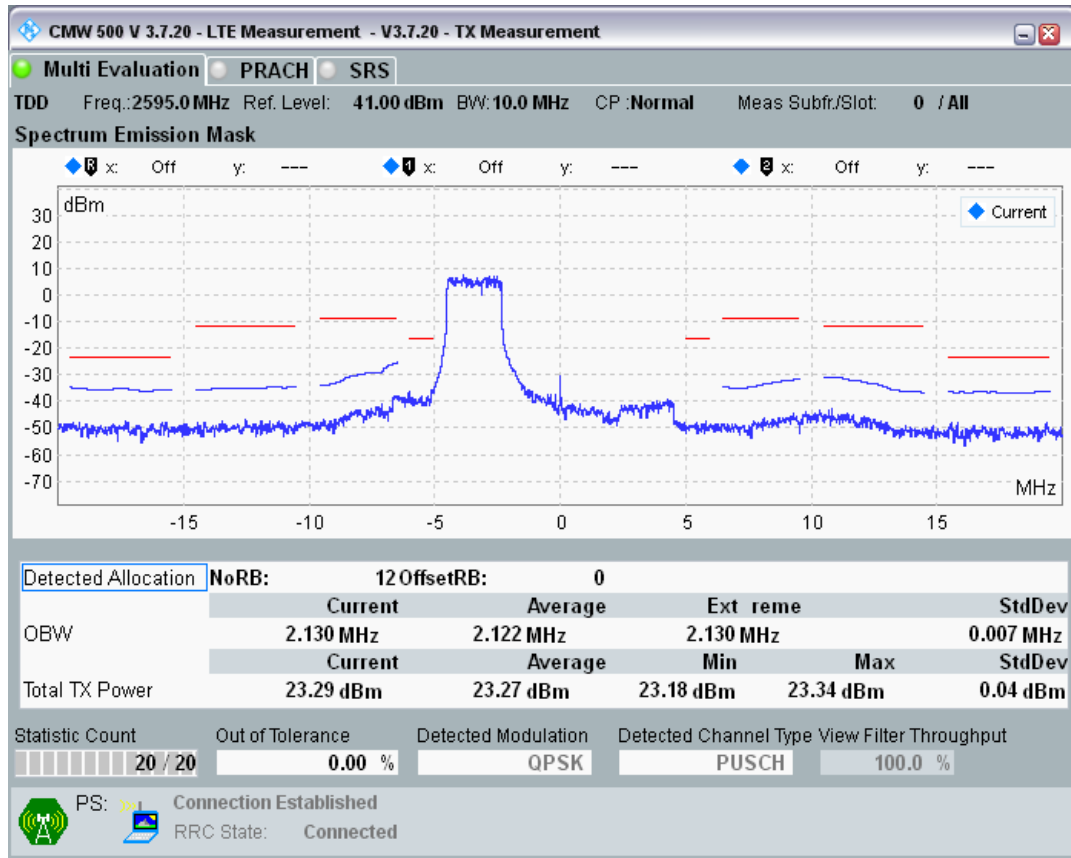 CMW 500 V 3.7.20 - LTE Measurement - V3.7.20 - TX Measurement
Multi Evaluation PRACH SRS
TDD Freq.:2595.0 MHz Ref. Level: 41.00 dBm BW:10.0 MHz CP :Normal Meas Subfr./Slot: 0 / All
Spectrum Emission Mask
R x: Off y: --- 1 x: Off y: --- 2 x: Off y: ---
dBm
Current
30
20
10
0
-10
-20
-30
-40
-50
-60
-70
MHz
-15 -10 -5 0 5 10 15
Detected Allocation NoRB: 12 OffsetRB: 0
Current Average Ext reme StdDev
OBW 2.130 MHz 2.122 MHz 2.130 MHz 0.007 MHz
Current Average Min Max StdDev
Total TX Power 23.29 dBm 23.27 dBm 23.18 dBm 23.34 dBm 0.04 dBm
Statistic Count Out of Tolerance Detected Modulation Detected Channel Type View Filter Throughput
20 / 20 0.00 % QPSK PUSCH 100.0 %
PS: Connection Established
RRC State: Connected